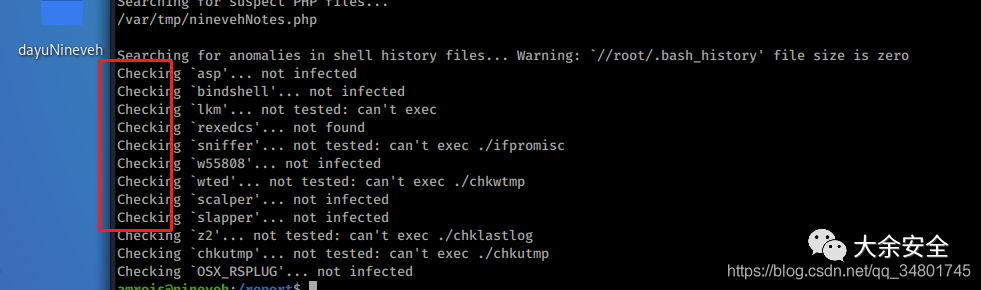 Searching for suspect PHP files...
/var/tmp/ninevehNotes.php
dayuNineveh
Searching for anomalies in shell history files... Warning: `//root/.bash_history' file size is zero
Checking `asp'... not infected
Checking `bindshell'... not infected
Checking `lkm'... not tested: can't exec
Checking `rexedcs'... not found
Checking `sniffer'... not tested: can't exec ./ifpromisc
Checking `w55808'... not infected
Checking `wted'... not tested: can't exec ./chkwtmp
Checking `scalper'... not infected
Checking `slapper'... not infected
Checking `z2'... not tested: can't exec ./chklastlog
Checking `chkutmp'... not tested: can't exec ./chkutmp
Checking `OSX_RSPLUG'... not infected
amrois@nineveh:/report$
大余安全
https://blog.csdn.net/qq_34801745